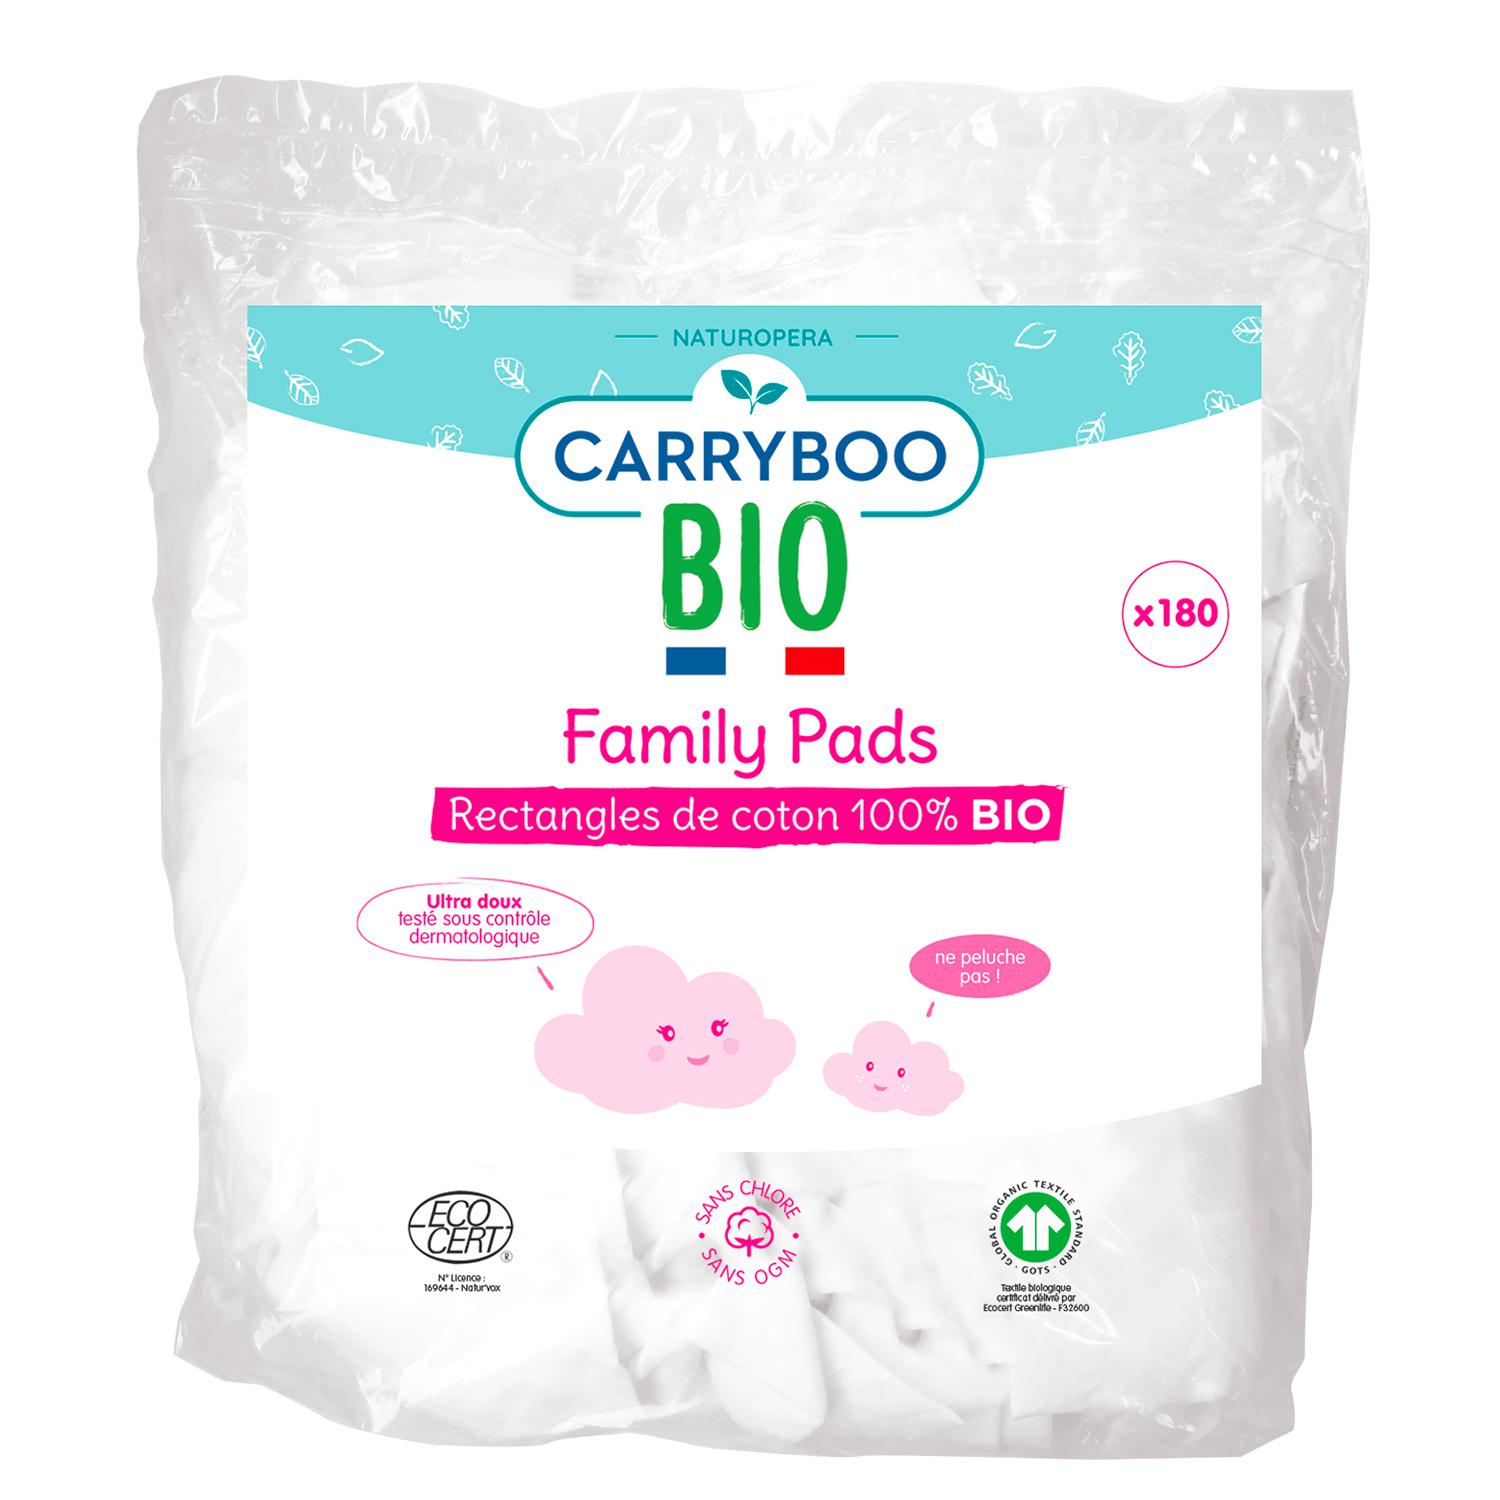 NATUROPERA
CARRYBOO
BIO
x180
Family Pads
Rectangles de coton 100% BIO
Ultra doux
testé sous contrôle
dermatologique
ne peluche
pas !
ECO
CERT
®
N° Licence :
169644 - Natur'vox
SANS CHLORE
SANS OGM
GLOBAL ORGANIC TEXTILE STANDARD
GOTS
Textile biologique
certificat délivré par
Ecocert Greenlife - F32600